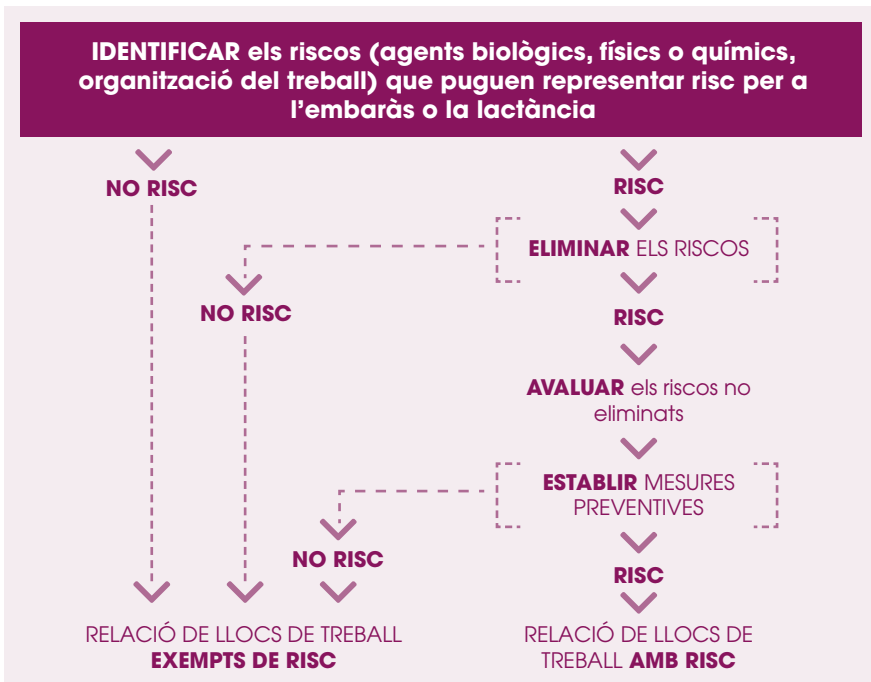 IDENTIFICAR els riscos (agents biològics, físics o químics,
organització del treball) que puguen representar risc per a
l’embaràs o la lactància
NO RISC
RISC
ELIMINAR ELS RISCOS
NO RISC
RISC
AVALUAR els riscos no
eliminats
ESTABLIR MESURES
PREVENTIVES
NO RISC
RISC
RELACIÓ DE LLOCS DE TREBALL
EXEMPTS DE RISC
RELACIÓ DE LLOCS DE
TREBALL AMB RISC